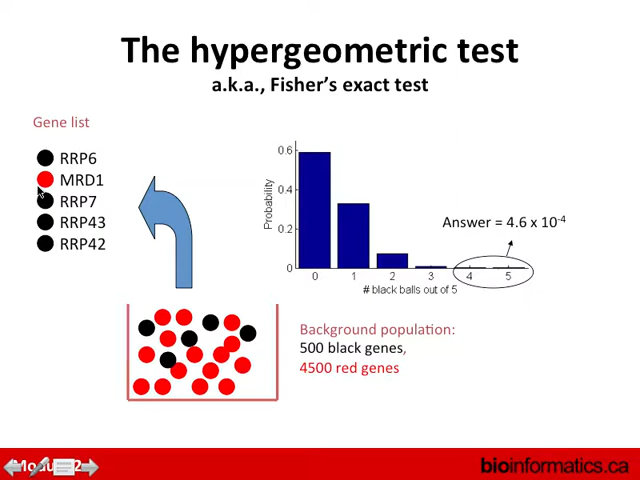 The hypergeometric test
a.k.a., Fisher's exact test
Gene list
RRP6
MRD1
RRP7
RRP43
RRP42
Probability
0.6
0.4
0.2
0
0 1 2 3 4 5
# black balls out of 5
Answer = 4.6 x 10-4
Background population:
500 black genes,
4500 red genes
bioinformatics.ca